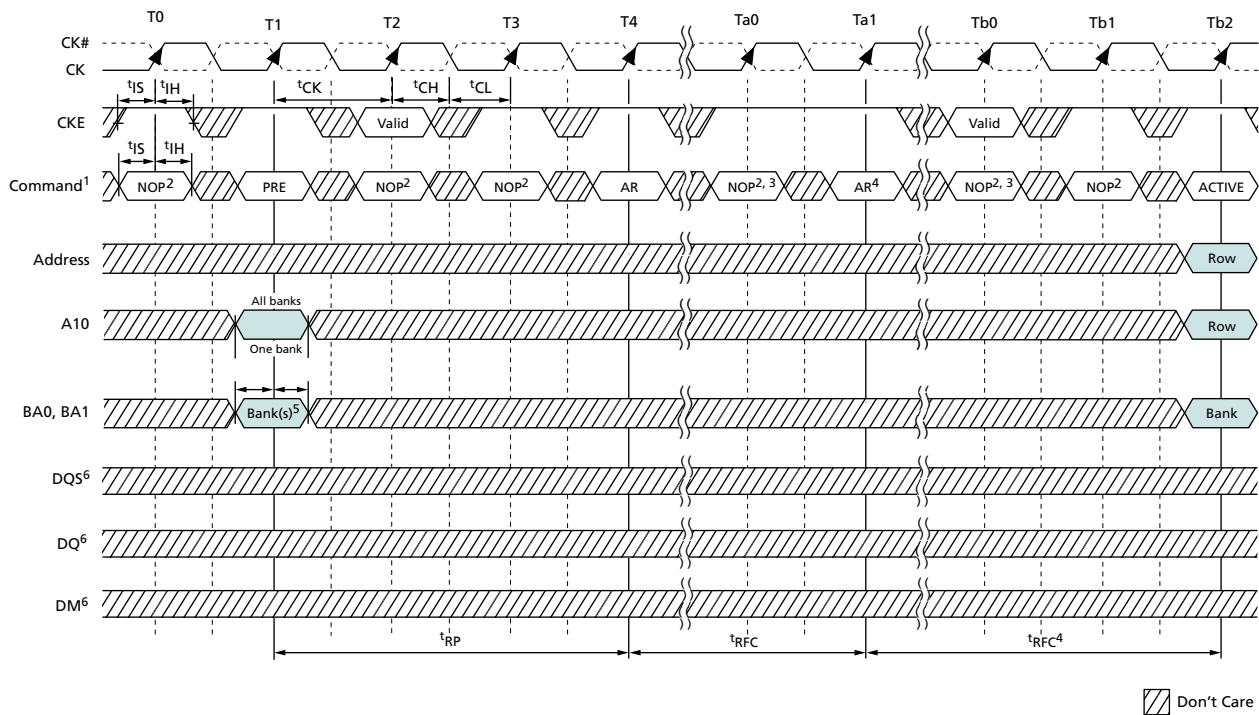 T0 T1 T2 T3 T4 Ta0 Ta1 Tb0 Tb1 Tb2
CK#
CK
tIS tIH tCK tCH tCL
CKE Valid Valid
tIS tIH
Command1 NOP2 PRE NOP2 NOP2 AR NOP2, 3 AR4 NOP2, 3 NOP2 ACTIVE
Address Row
All banks
A10 Row
One bank
BA0, BA1 Bank(s)5 Bank
DQS6
DQ6
DM6
tRP tRFC tRFC4
Don't Care